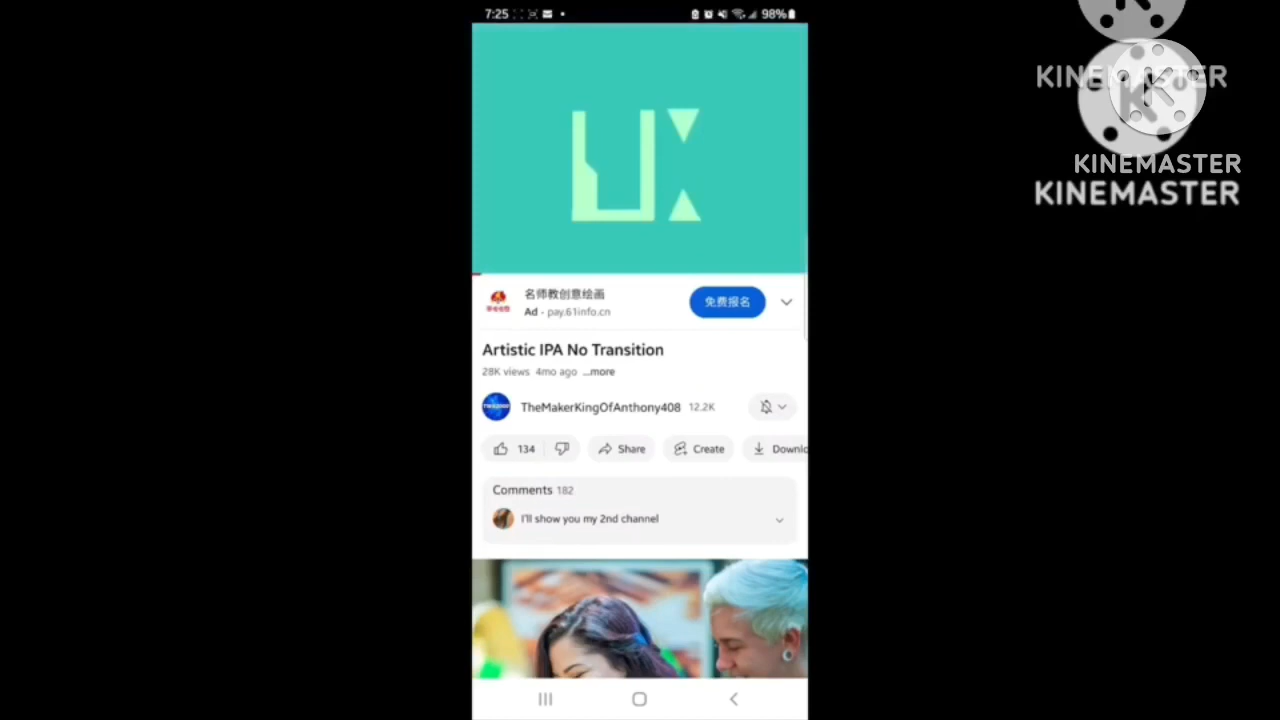 7:25
98%
KINEMASTER
KINEMASTER
KINEMASTER
名师教创意绘画
Ad · pay.61info.cn
免费报名
Artistic IPA No Transition
28K views 4mo ago ...more
TheMakerKingOfAnthony408 12.2K
134
Share
Create
Downlo
Comments 182
I'll show you my 2nd channel